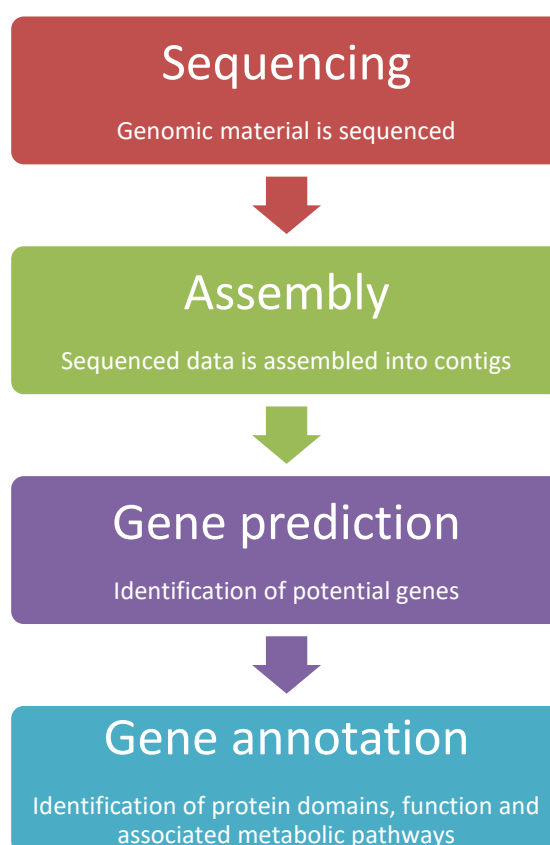 Sequencing
Genomic material is sequenced
Assembly
Sequenced data is assembled into contigs
Gene prediction
Identification of potential genes
Gene annotation
Identification of protein domains, function and
associated metabolic pathways